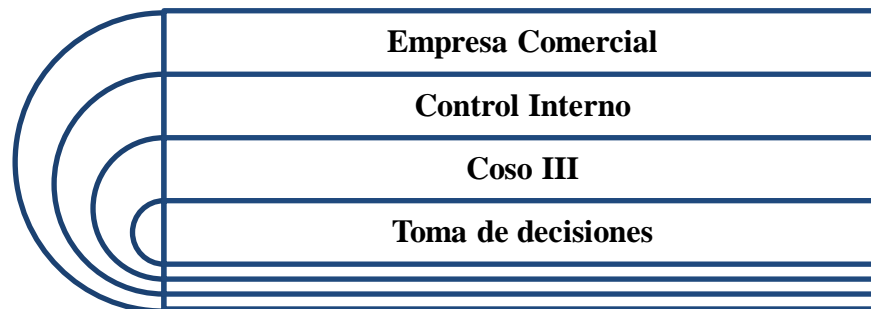 Empresa Comercial
Control Interno
Coso III
Toma de decisiones